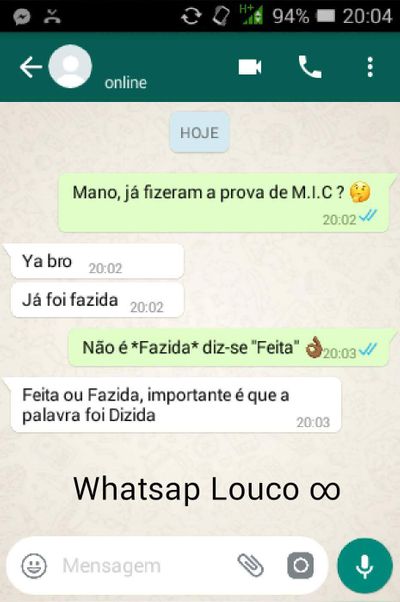 94% 20:04
online
HOJE
Mano, já fizeram a prova de M.I.C ? 🤔
20:02
Ya bro 20:02
Já foi fazida 20:02
Não é *Fazida* diz-se "Feita" 👌🏾 20:03
Feita ou Fazida, importante é que a
palavra foi Dizida
20:03
Whatsap Louco ∞
Mensagem